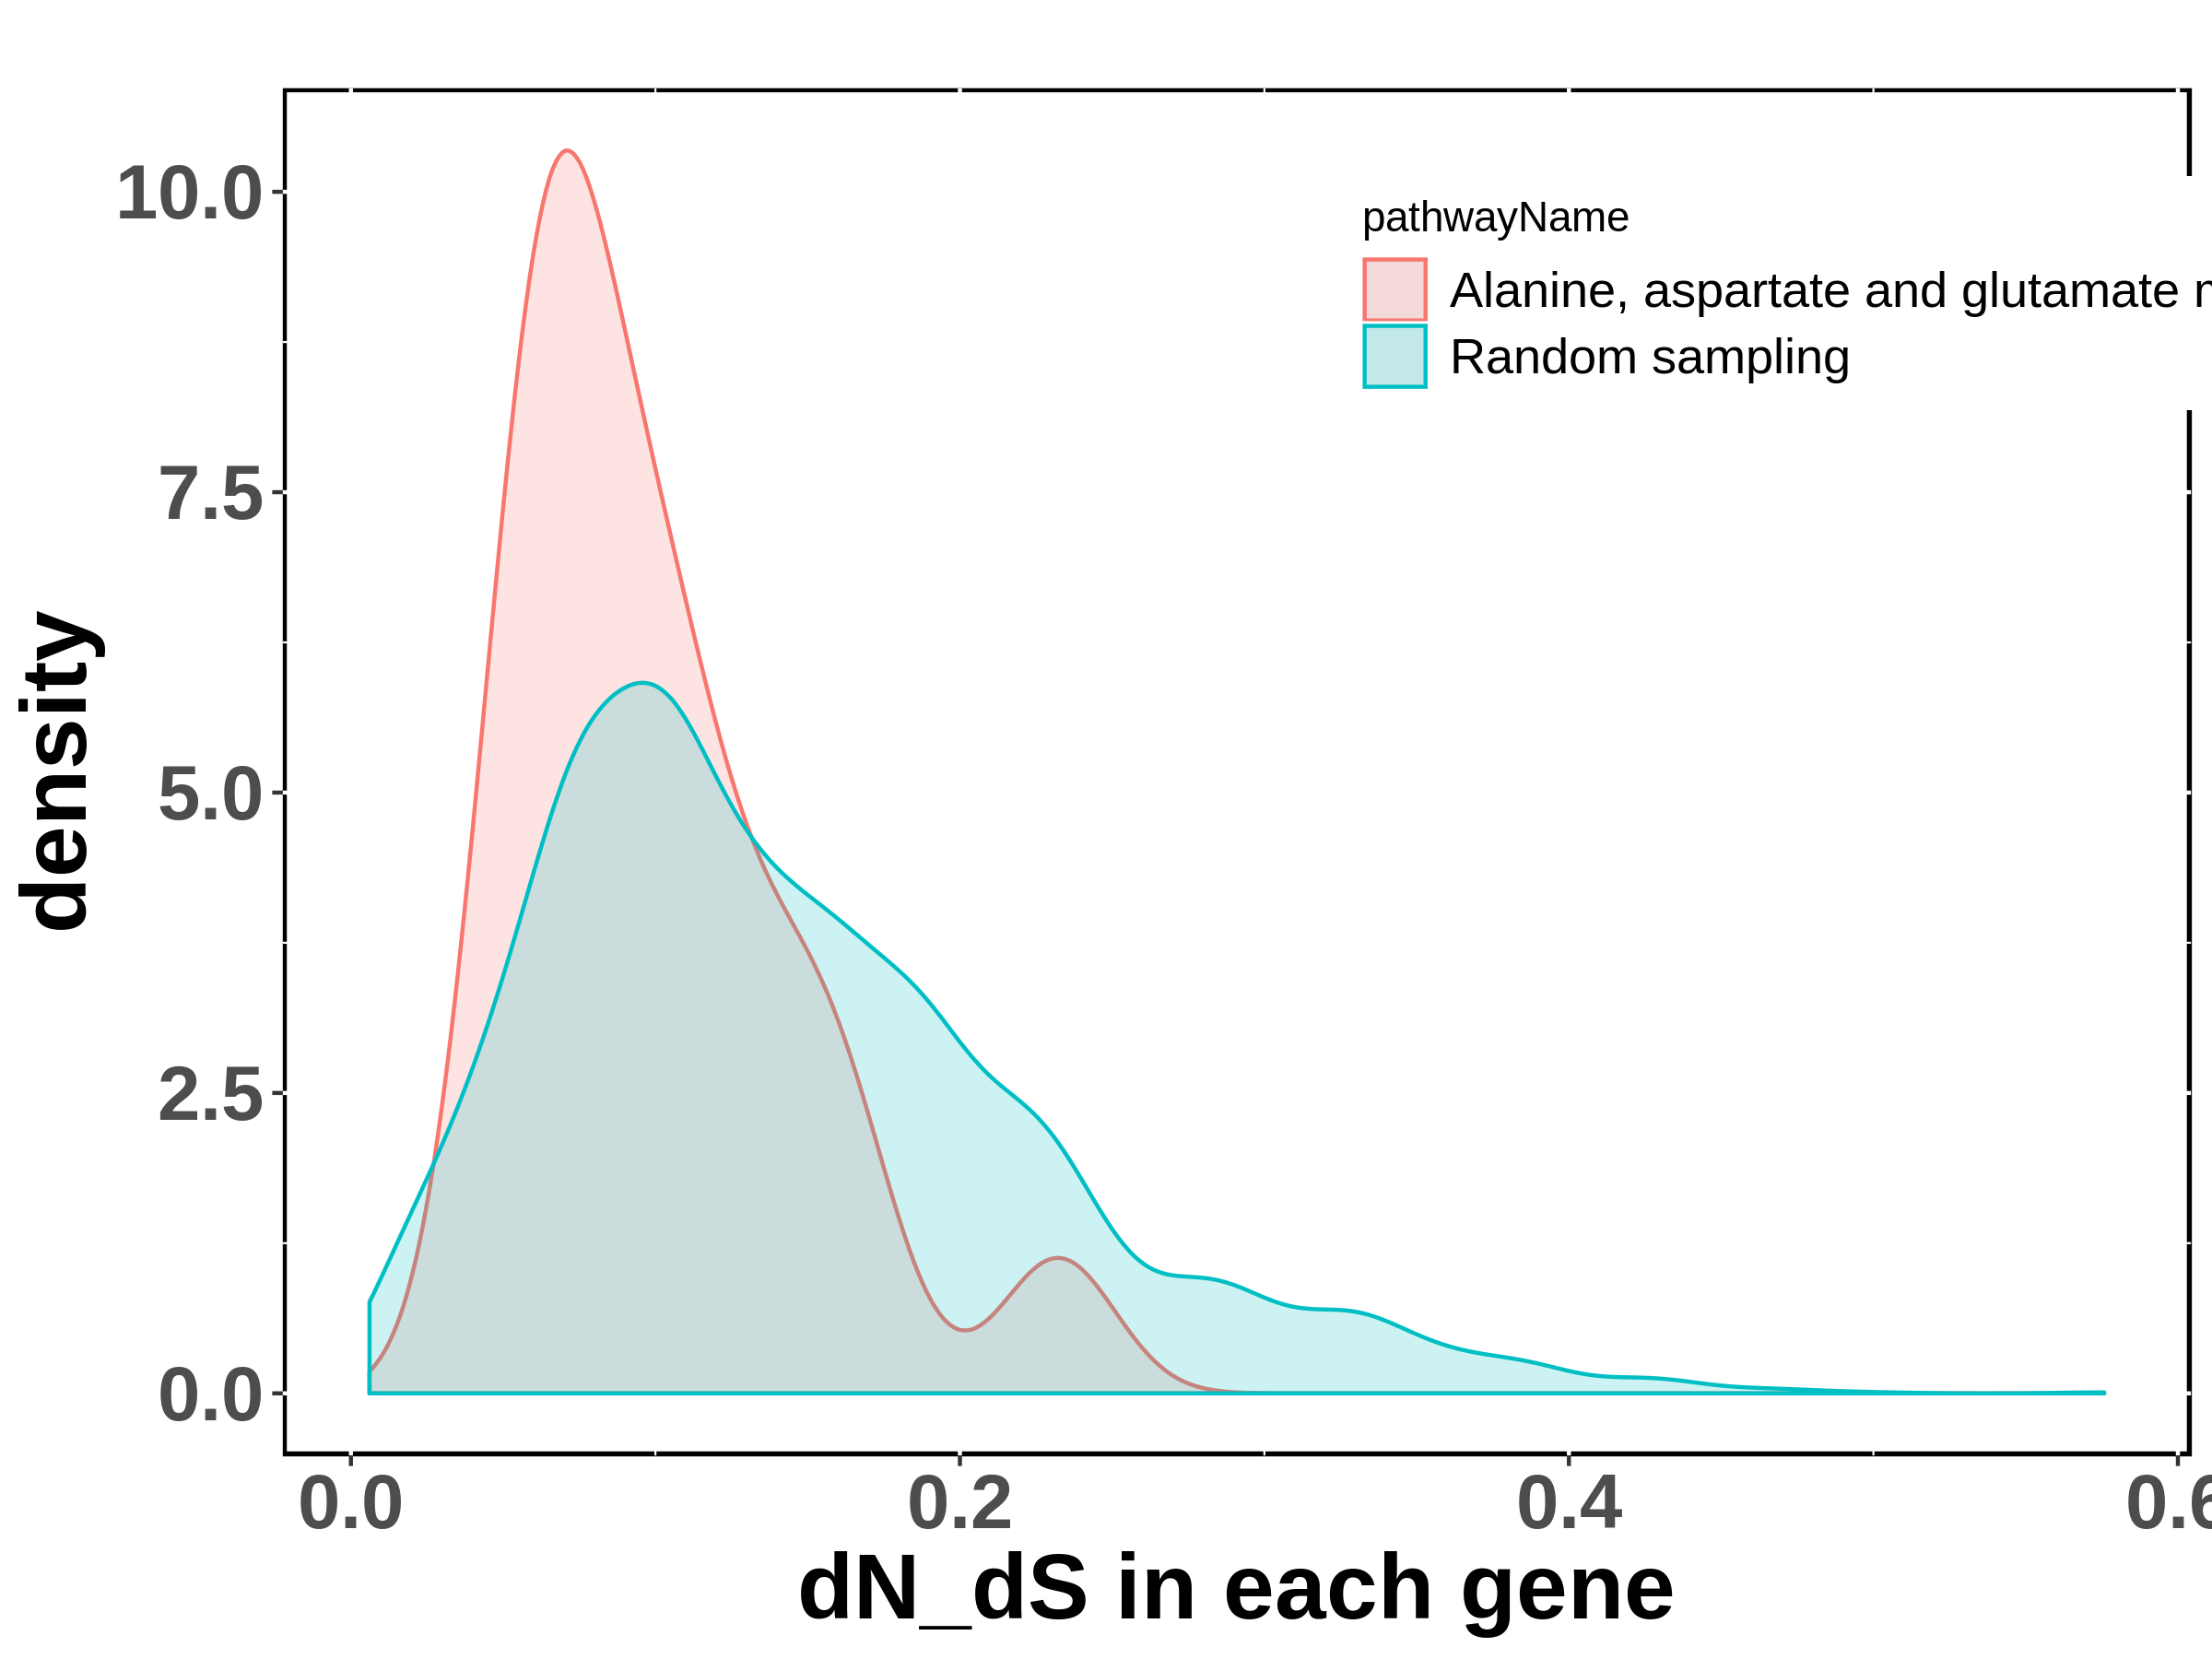 10.0
7.5
5.0
2.5
0.0
density
pathwayName
Alanine, aspartate and glutamate
Random sampling
0.0
0.2
0.4
0.6
dN_dS in each gene